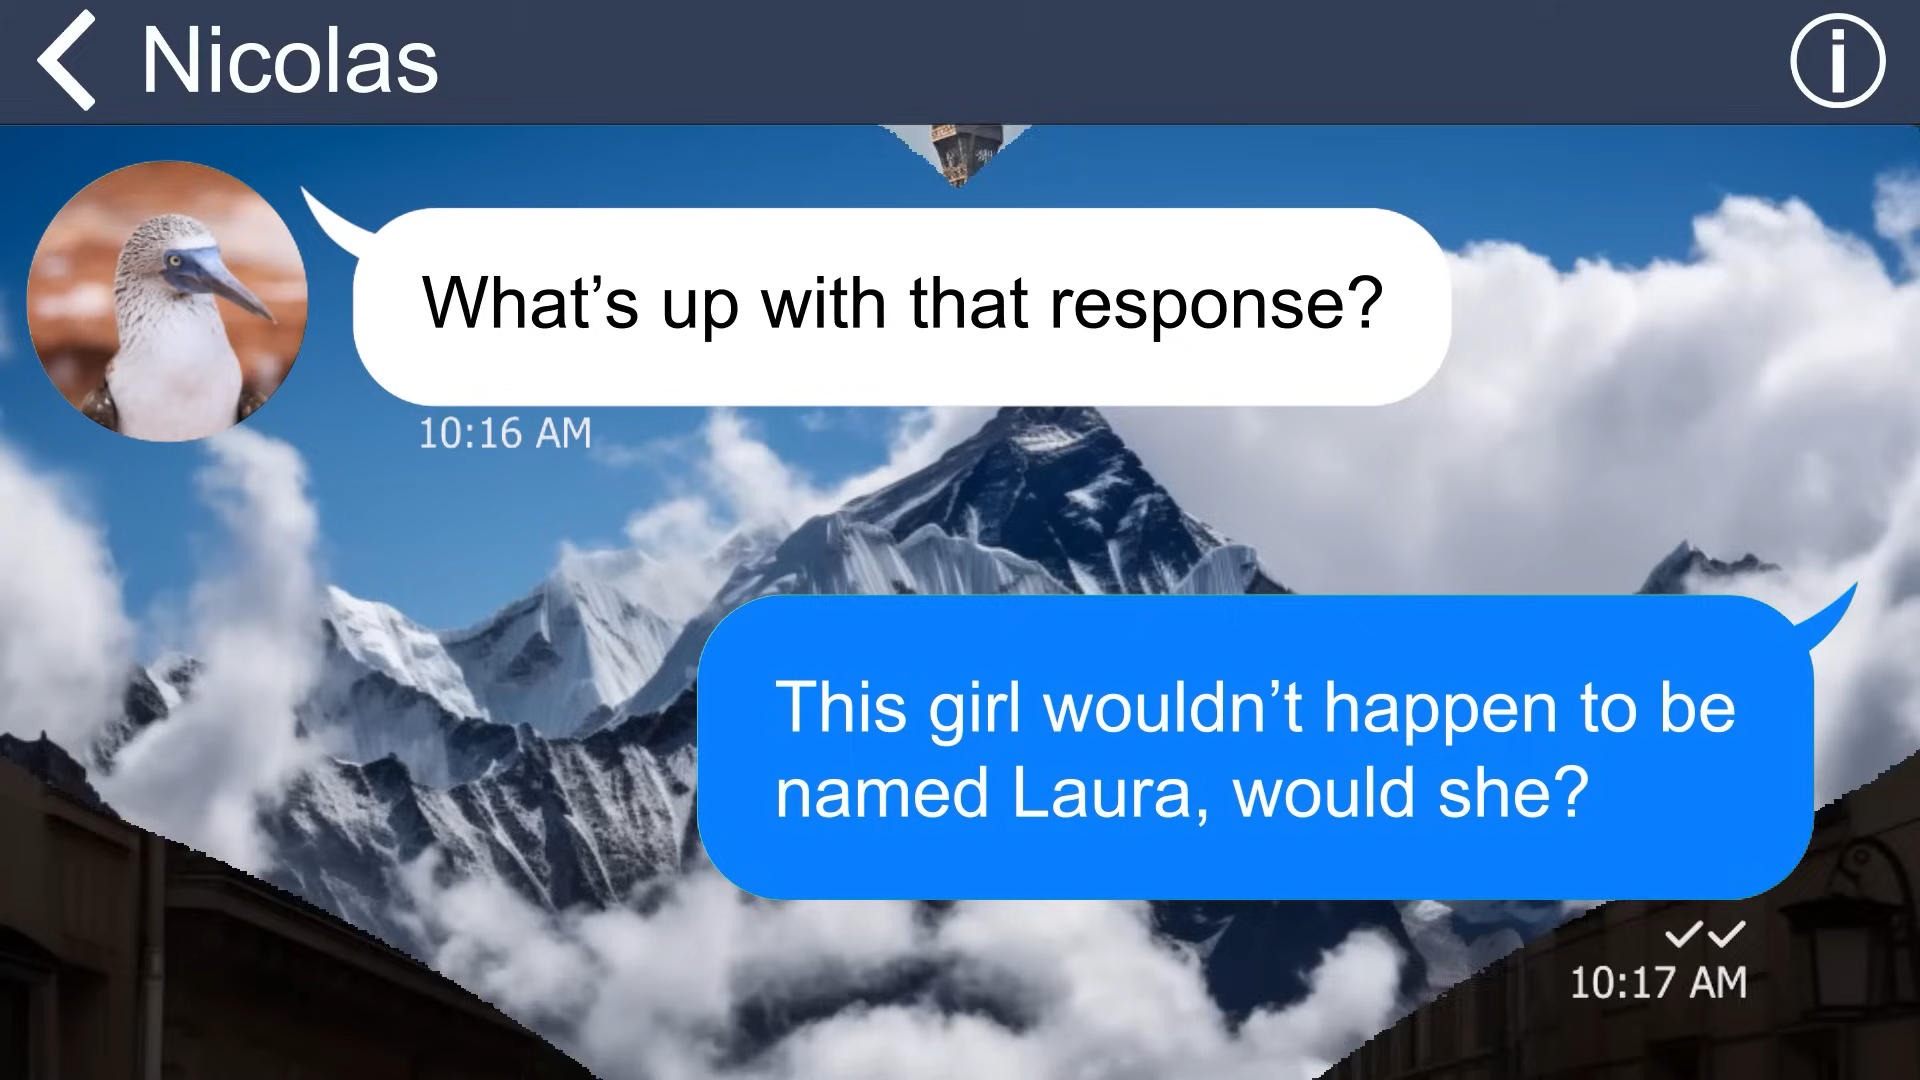 Nicolas
What’s up with that response?
10:16 AM
This girl wouldn’t happen to be
named Laura, would she?
10:17 AM